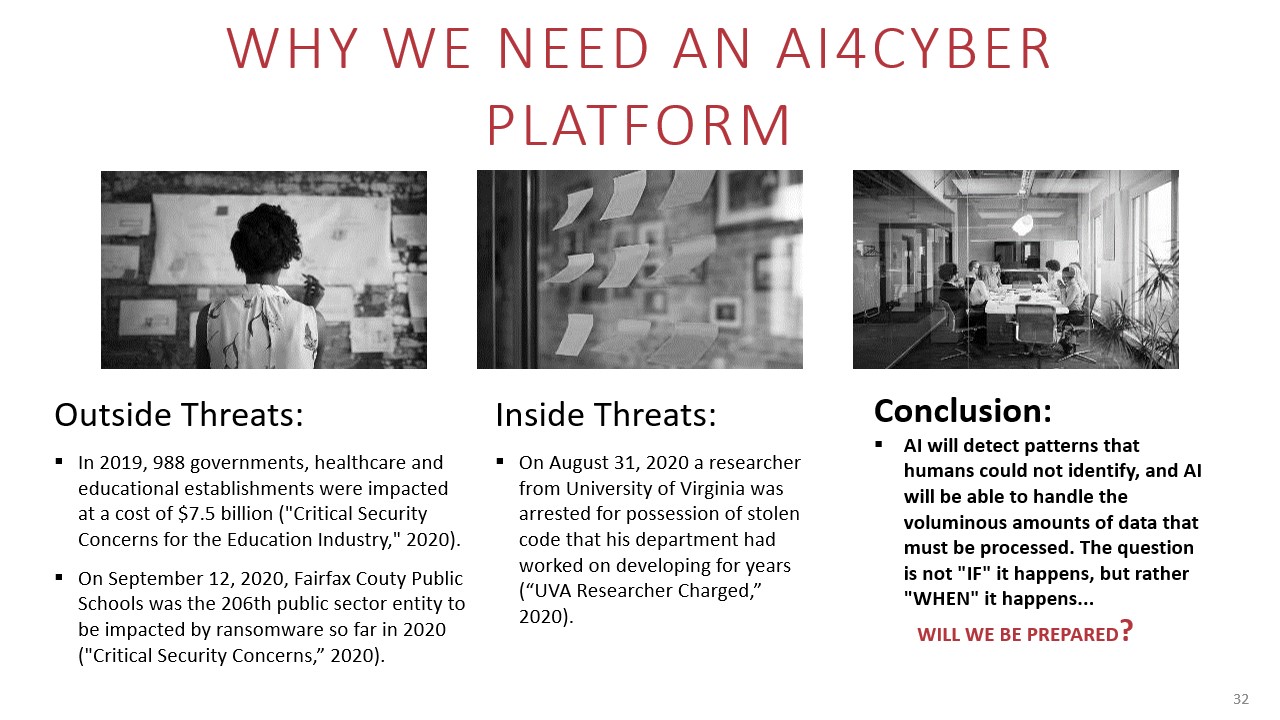 WHY WE NEED AN AI4CYBER
PLATFORM
Outside Threats:
▪ In 2019, 988 governments, healthcare and
educational establishments were impacted
at a cost of $7.5 billion ("Critical Security
Concerns for the Education Industry," 2020).
▪ On September 12, 2020, Fairfax Couty Public
Schools was the 206th public sector entity to
be impacted by ransomware so far in 2020
("Critical Security Concerns,” 2020).
Inside Threats:
▪ On August 31, 2020 a researcher
from University of Virginia was
arrested for possession of stolen
code that his department had
worked on developing for years
(“UVA Researcher Charged,”
2020).
Conclusion:
▪ AI will detect patterns that
humans could not identify, and AI
will be able to handle the
voluminous amounts of data that
must be processed. The question
is not "IF" it happens, but rather
"WHEN" it happens...
WILL WE BE PREPARED?
32